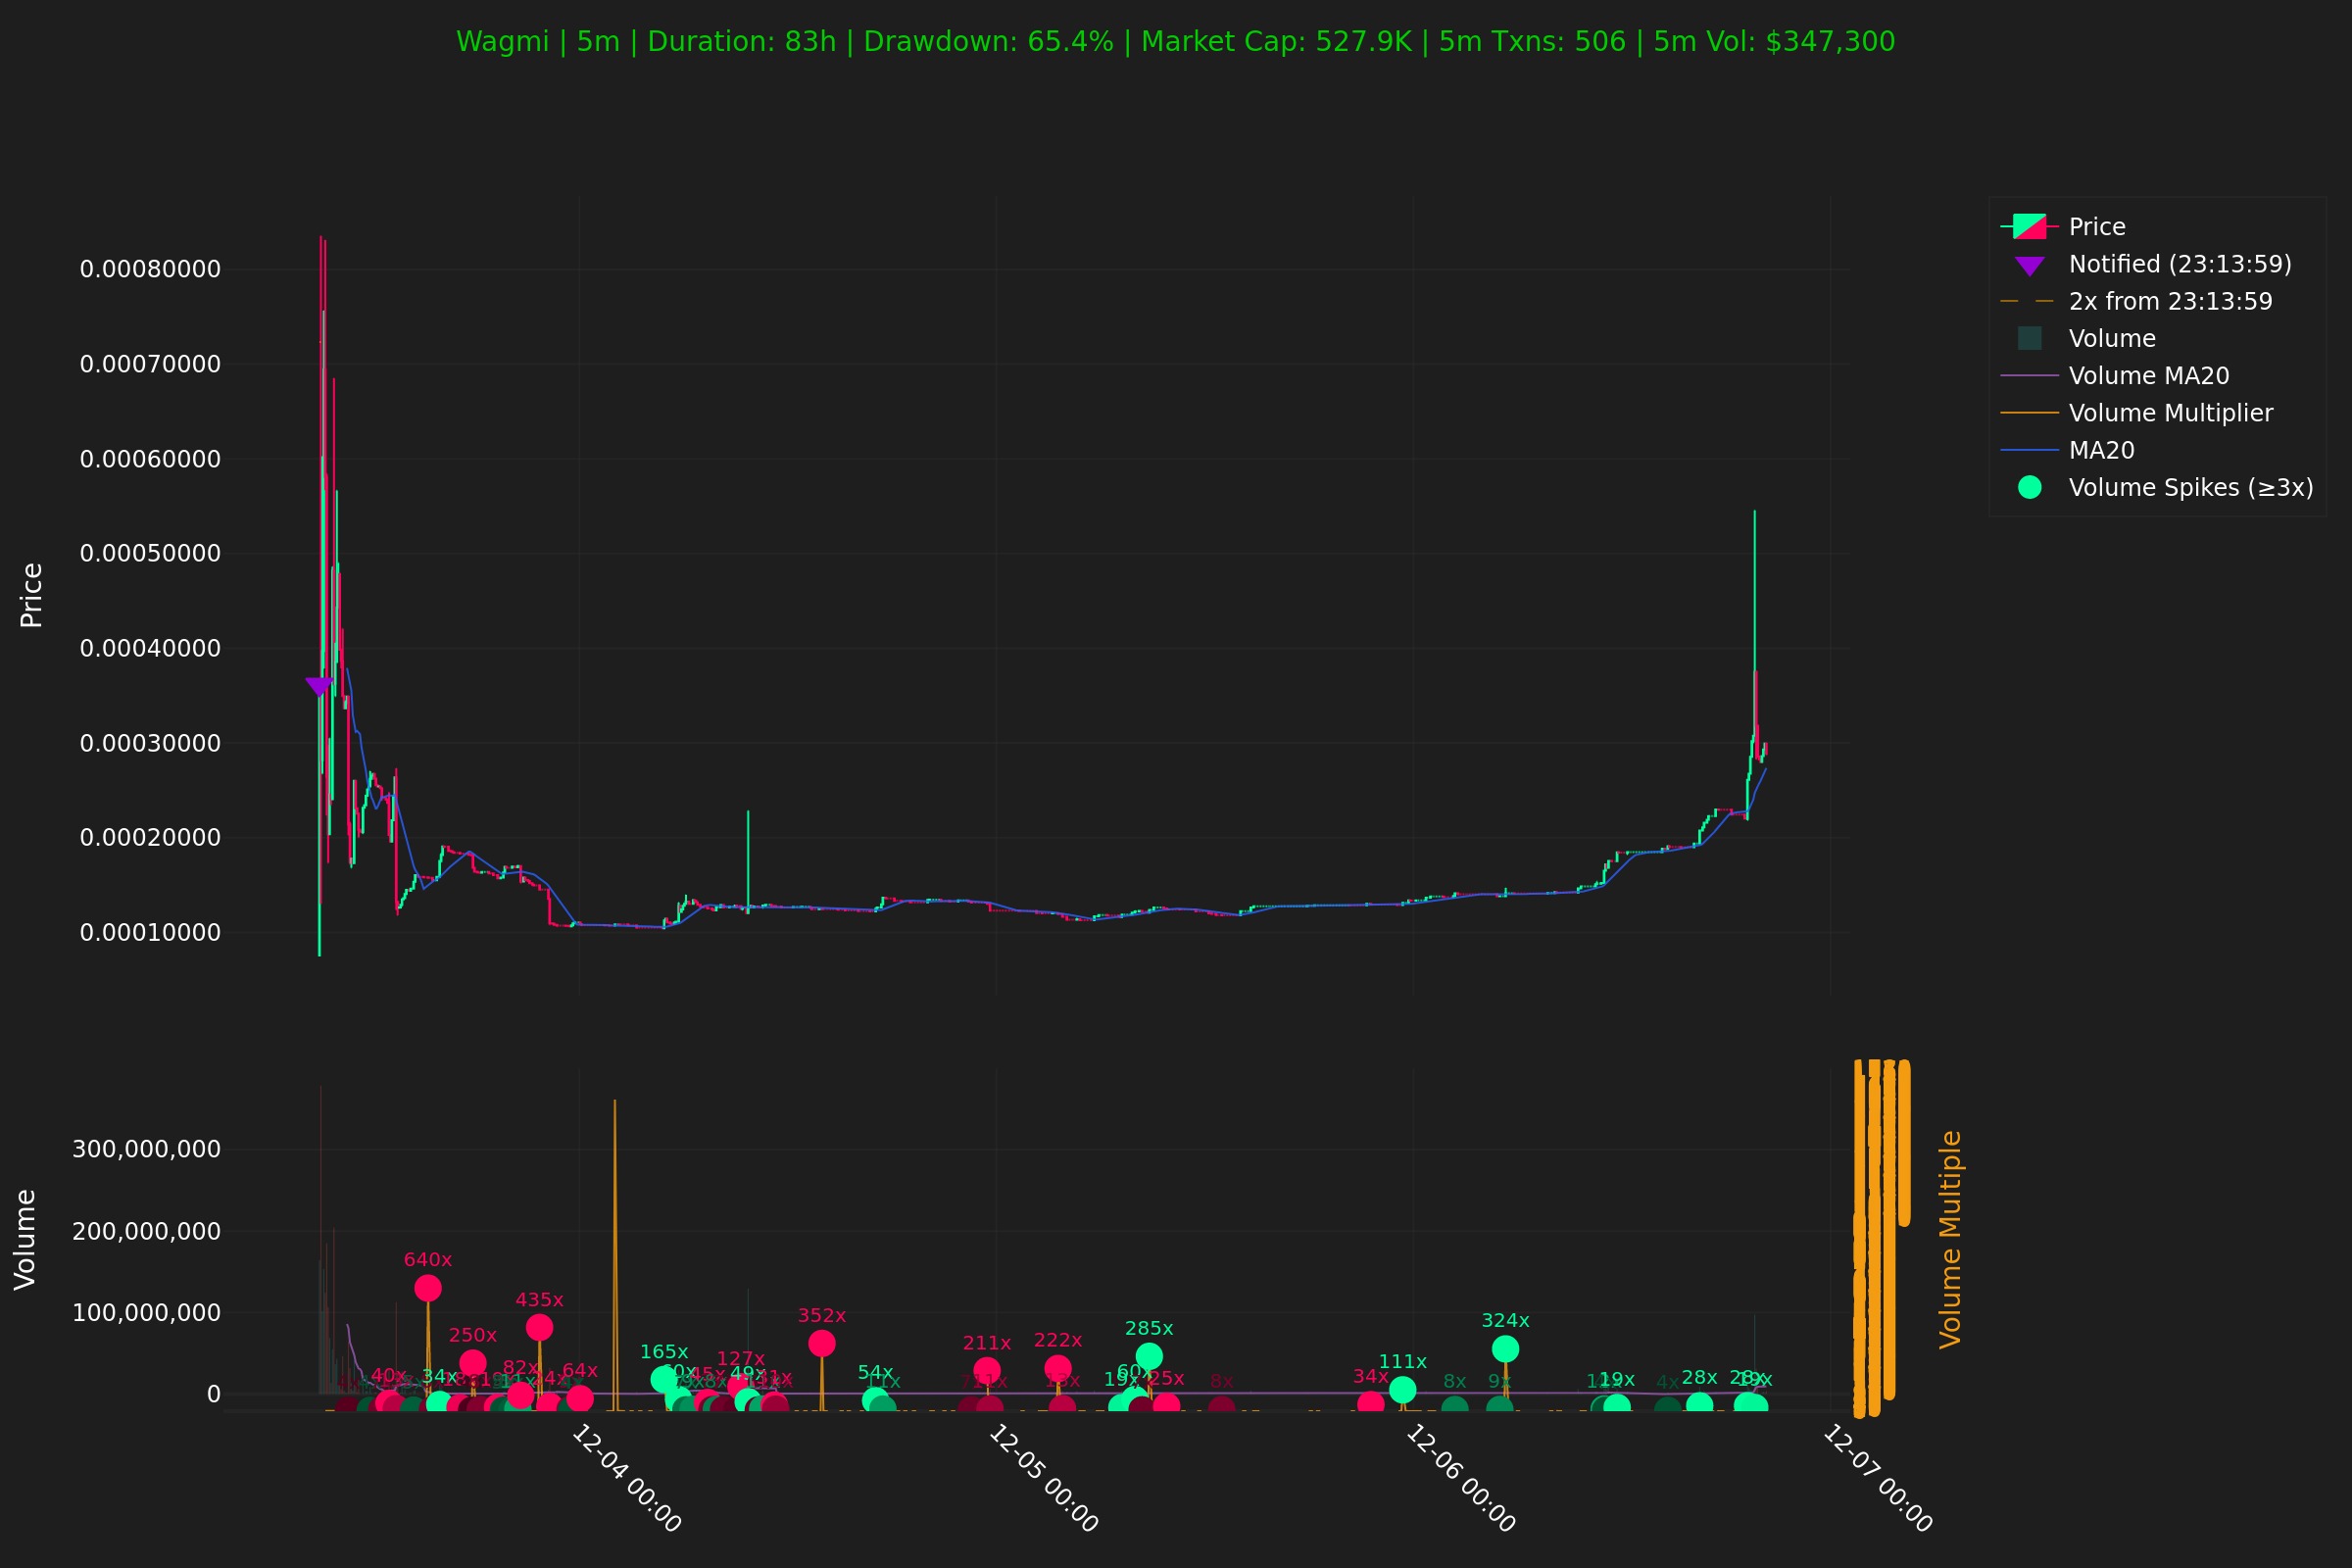 Wagmi | 5m | Duration: 83h | Drawdown: 65.4% | Market Cap: 527.9K | 5m Txns: 506 | 5m Vol: $347,300
Price
0.00080000
0.00070000
0.00060000
0.00050000
0.00040000
0.00030000
0.00020000
0.00010000
Price
Notified (23:13:59)
2x from 23:13:59
Volume
Volume MA20
Volume Multiplier
MA20
Volume Spikes (≥3x)
Volume
300,000,000
200,000,000
100,000,000
0
640x
435x
250x
40x
34x
82x
64x
165x
127x
49x
352x
54x
211x
222x
285x
19x
25x
8x
34x
111x
8x
324x
9x
19x
4x
28x
28x
Volume Multiple
12-04 00:00
12-05 00:00
12-06 00:00
12-07 00:00